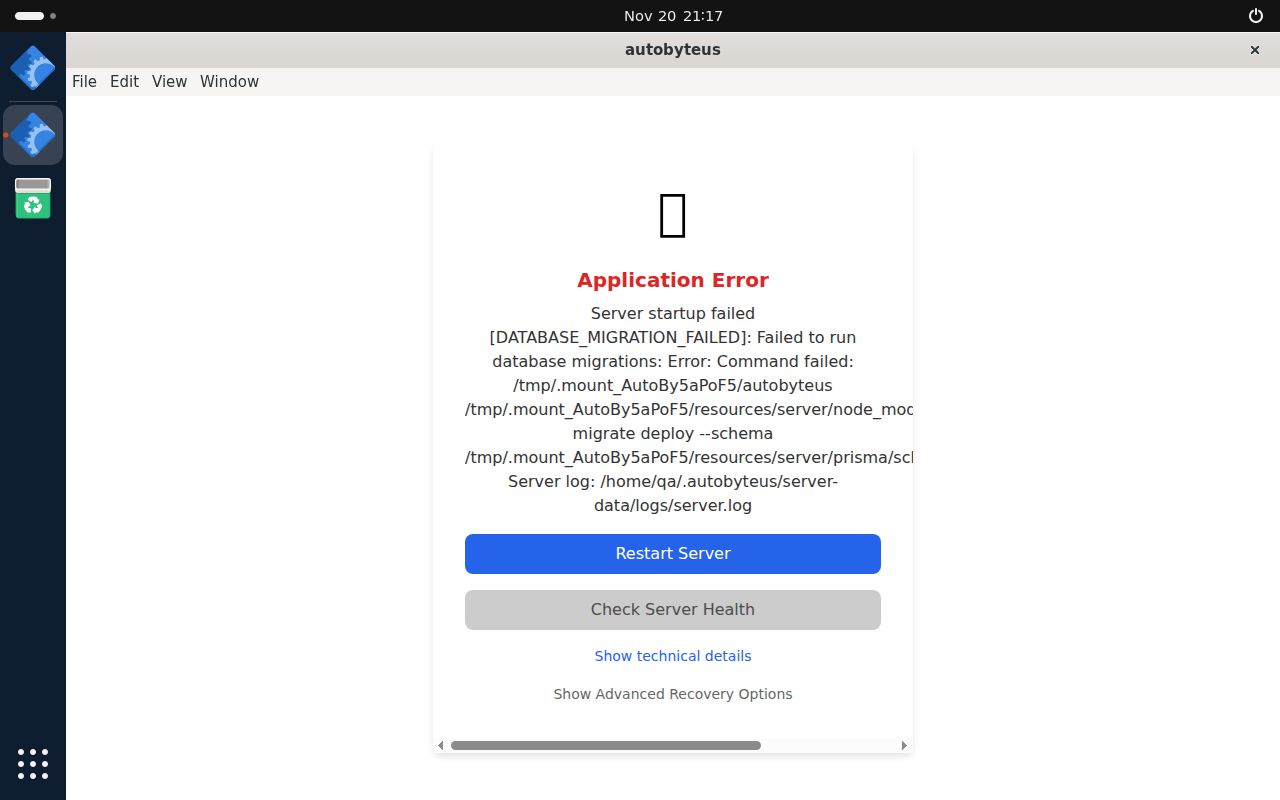 Nov 20 21:17
autobyteus
File Edit View Window
Application Error
Server startup failed
[DATABASE_MIGRATION_FAILED]: Failed to run
database migrations: Error: Command failed:
/tmp/.mount_AutoBy5aPoF5/autobyteus
/tmp/.mount_AutoBy5aPoF5/resources/server/node_mod
migrate deploy --schema
/tmp/.mount_AutoBy5aPoF5/resources/server/prisma/scl
Server log: /home/qa/.autobyteus/server-
data/logs/server.log
Restart Server
Check Server Health
Show technical details
Show Advanced Recovery Options